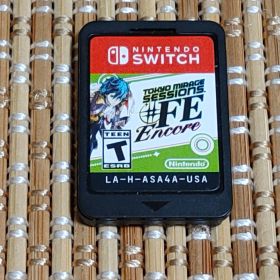 NINTENDO
SWITCH
TOKYO MIRAGE
SESSIONS
#FE
Encore
TEEN
T
ESRB
Nintendo
LA-H-ASA4A-USA